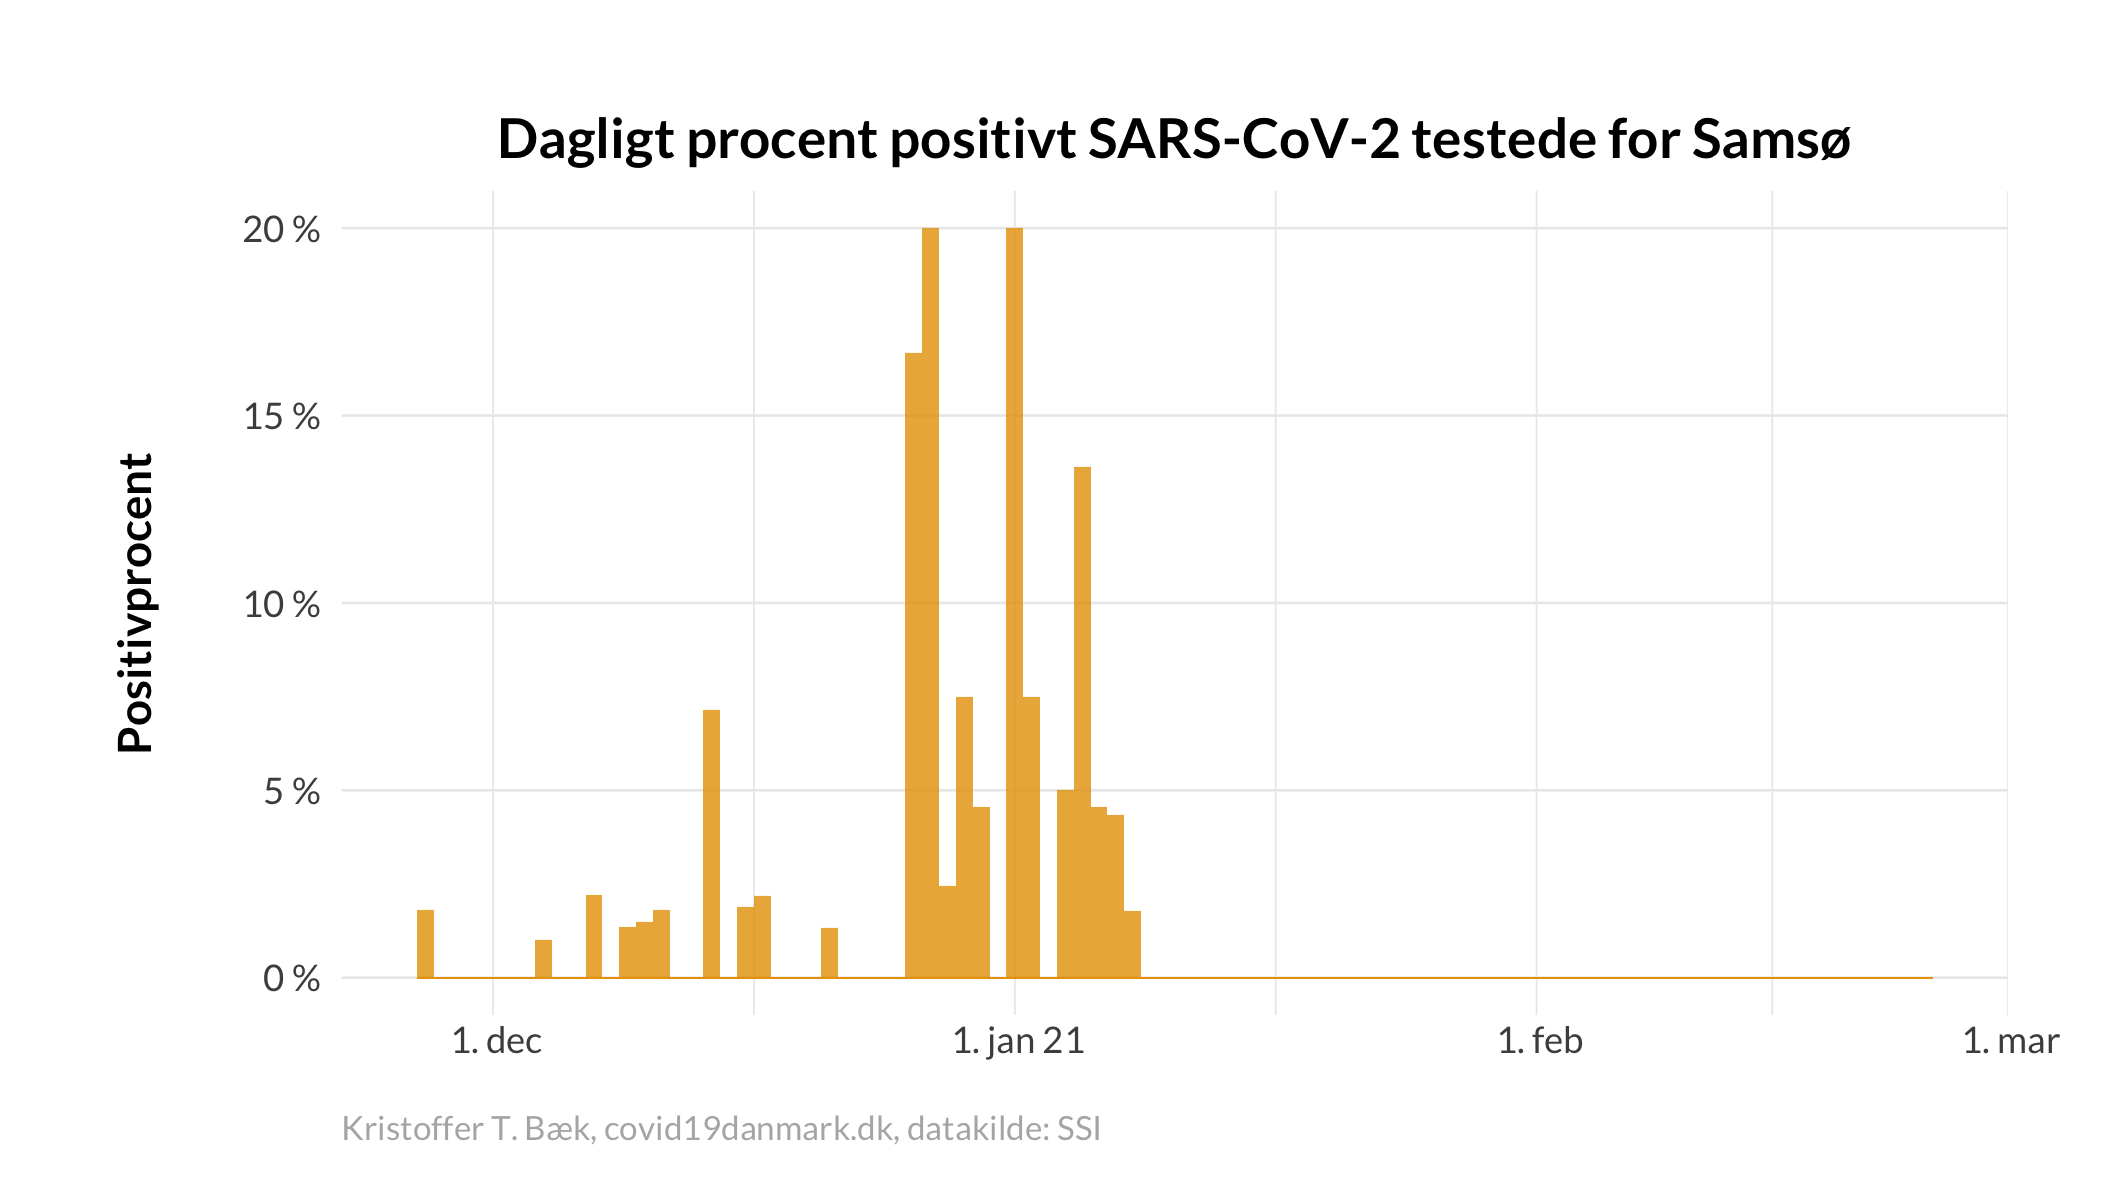 Dagligt procent positivt SARS-CoV-2 testede for Samsø
Positivprocent
20 %
15 %
10 %
5 %
0 %
1. dec
1. jan 21
1. feb
1. mar
Kristoffer T. Bæk, covid19danmark.dk, datakilde: SSI